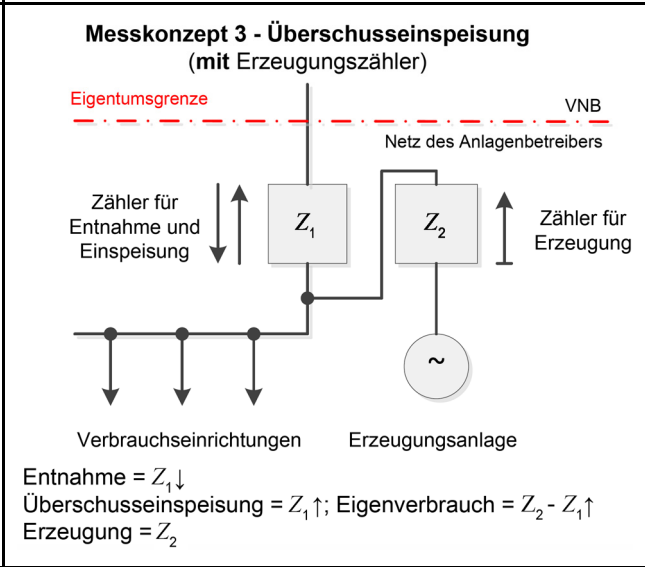 Messkonzept 3 - Überschusseinspeisung
(mit Erzeugungszähler)
Eigentumsgrenze
VNB
Netz des Anlagenbetreibers
Zähler für
Entnahme und
Einspeisung
Z₁
Z₂
Zähler für
Erzeugung
~
Verbrauchseinrichtungen
Erzeugungsanlage
Entnahme = Z₁↓
Überschusseinspeisung = Z₁↑; Eigenverbrauch = Z₂ - Z₁↑
Erzeugung = Z₂